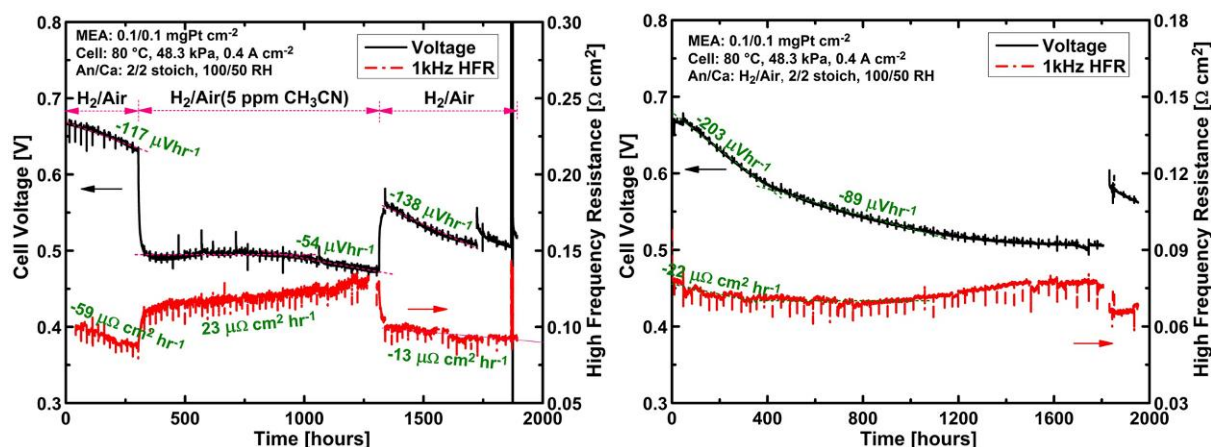 MEA: 0.1/0.1 mgPt cm⁻²
Cell: 80 °C, 48.3 kPa, 0.4 A cm⁻²
An/Ca: 2/2 stoich, 100/50 RH
Voltage
1kHz HFR
H₂/Air
H₂/Air(5 ppm CH₃CN)
H₂/Air
-117 µVhr⁻¹
-138 µVhr⁻¹
-54 µVhr⁻¹
-59 µΩ cm² hr⁻¹
23 µΩ cm² hr⁻¹
-13 µΩ cm² hr⁻¹
Cell Voltage [V]
0.8
0.7
0.6
0.5
0.4
0.3
High Frequency Resistance [Ω cm²]
0.30
0.25
0.20
0.15
0.10
0.05
0 500 1000 1500 2000
Time [hours]
MEA: 0.1/0.1 mgPt cm⁻²
Cell: 80 °C, 48.3 kPa, 0.4 A cm⁻²
An/Ca: H₂/Air, 2/2 stoich, 100/50 RH
Voltage
1kHz HFR
-203 µVhr⁻¹
-89 µVhr⁻¹
-22 µΩ cm² hr⁻¹
Cell Voltage [V]
0.8
0.7
0.6
0.5
0.4
0.3
High Frequency Resistance [Ω cm²]
0.18
0.15
0.12
0.09
0.06
0.03
0 400 800 1200 1600 2000
Time [hours]